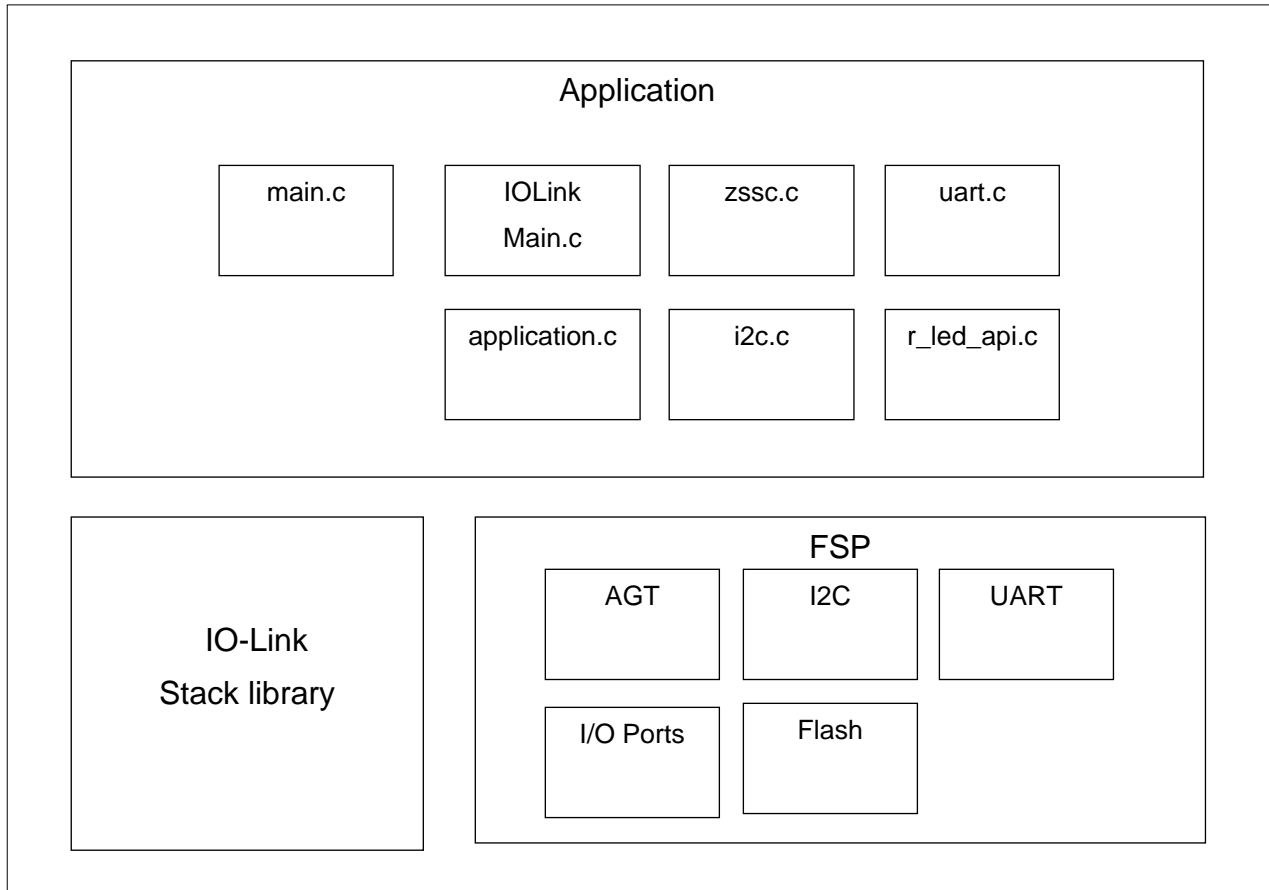 Application
main.c
IOLink
Main.c
zssc.c
uart.c
application.c
i2c.c
r_led_api.c
IO-Link
Stack library
FSP
AGT
I2C
UART
I/O Ports
Flash